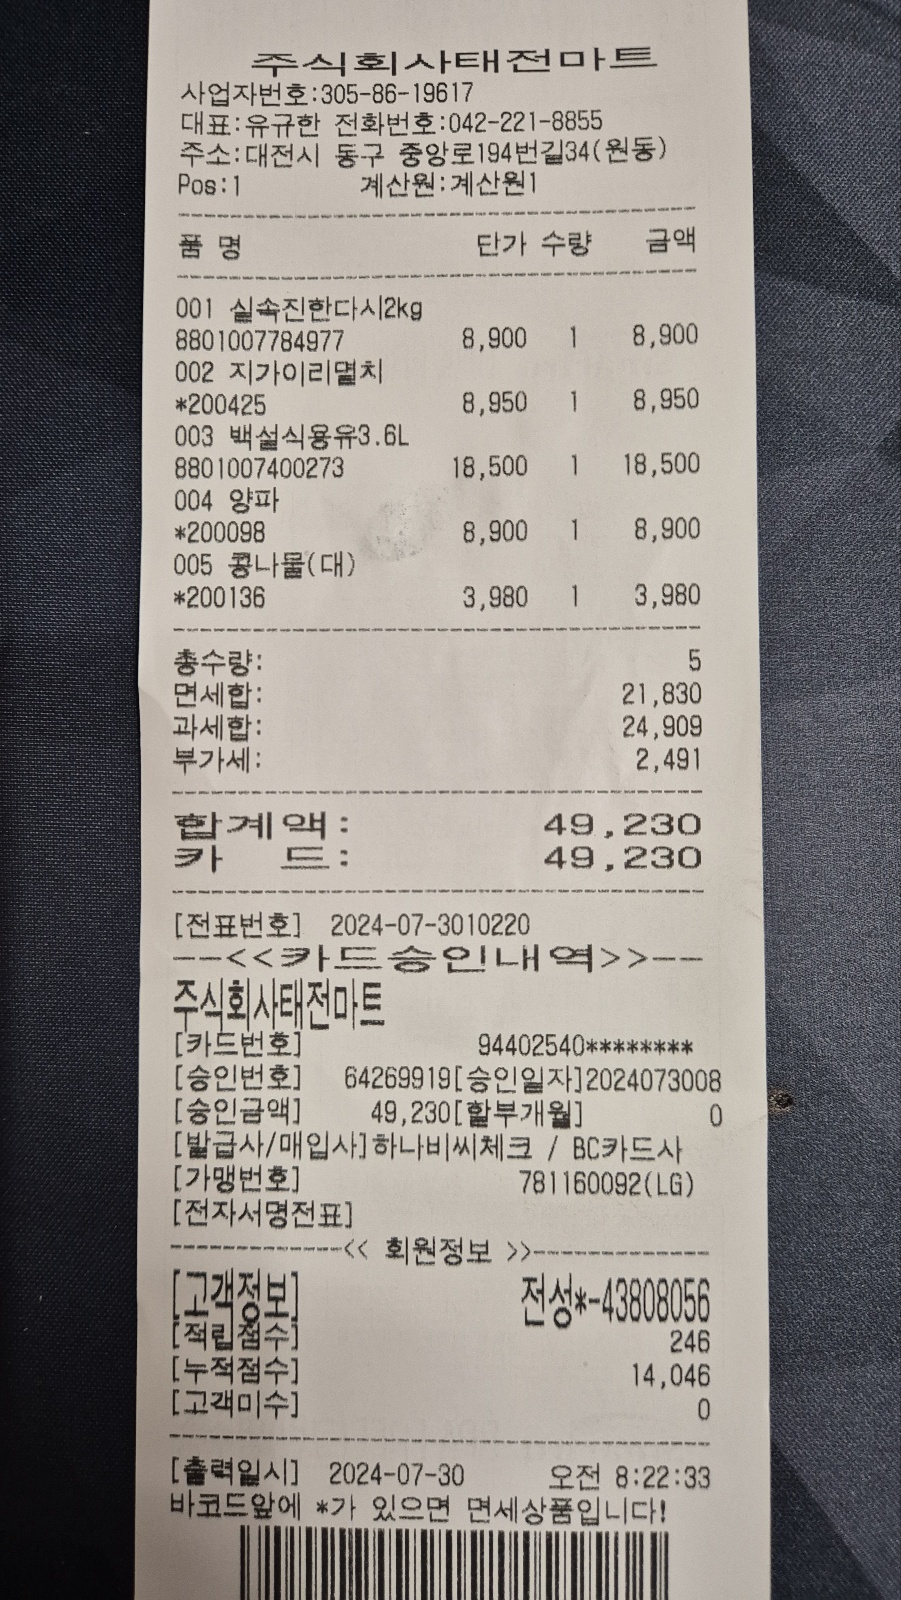 주식회사태전마트
사업자번호:305-86-19617
대표:유규한 전화번호:042-221-8855
주소:대전시 동구 중앙로194번길34(원동)
Pos:1 계산원:계산원1
품 명 단가 수량 금액
001 실속진한다시2kg
8801007784977 8,900 1 8,900
002 지가이리멸치
*200425 8,950 1 8,950
003 백설식용유3.6L
8801007400273 18,500 1 18,500
004 양파
*200098 8,900 1 8,900
005 콩나물(대)
*200136 3,980 1 3,980
총수량: 5
면세합: 21,830
과세합: 24,909
부가세: 2,491
합계액: 49,230
카 드: 49,230
[전표번호] 2024-07-3010220
--<<카드승인내역>>--
주식회사태전마트
[카드번호] 94402540********
[승인번호] 64269919[승인일자]2024073008
[승인금액] 49,230[할부개월] 0
[발급사/매입사]하나비씨체크 / BC카드사
[가맹번호] 781160092(LG)
[전자서명전표]
------------<< 회원정보 >>-------------
[고객정보] 전성*-43808056
[적립점수] 246
[누적점수] 14,046
[고객미수] 0
[출력일시] 2024-07-30 오전 8:22:33
바코드앞에 *가 있으면 면세상품입니다!